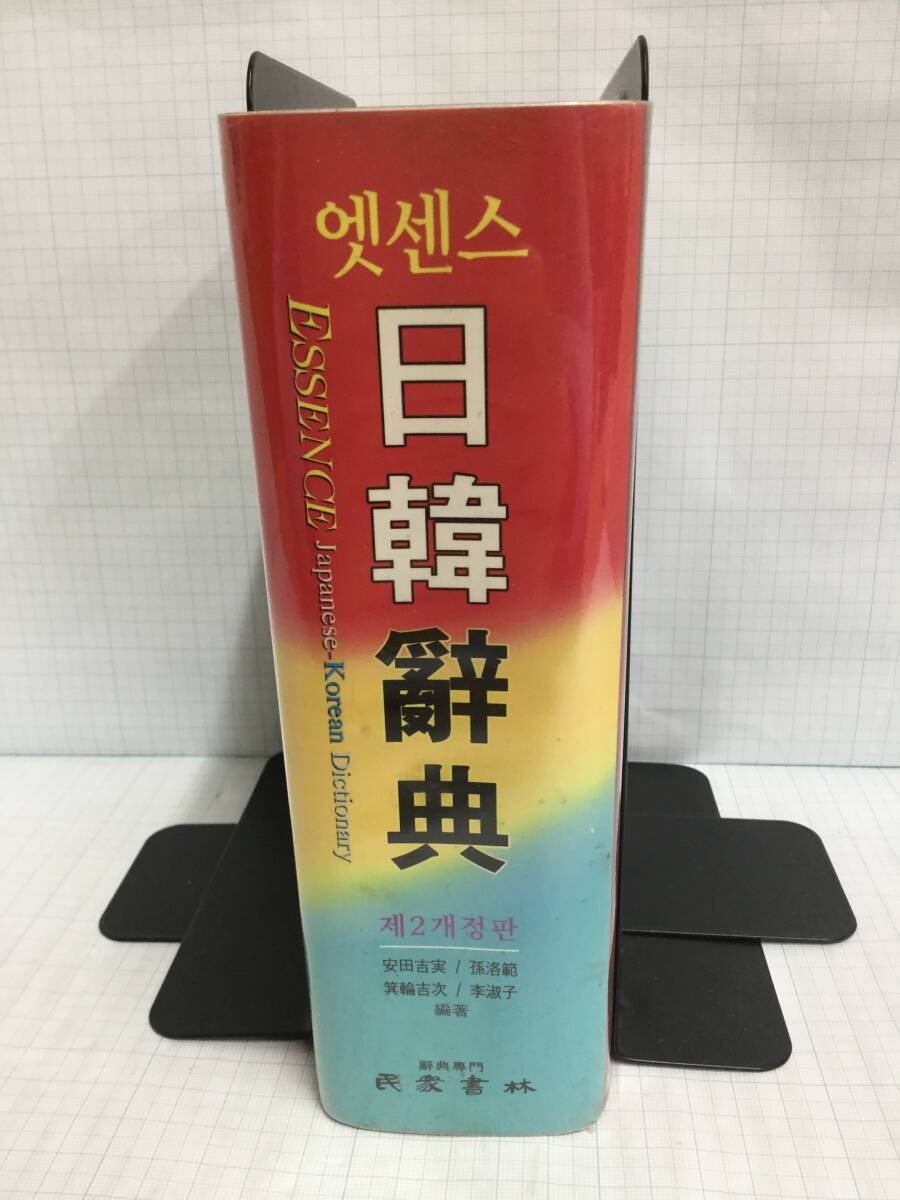 엣센스
日韓辭典
ESSENCE Japanese-Korean Dictionary
제2개정판
安田吉実 / 孫洛範
箕輪吉次 / 李淑子
編著
辭典專門
民衆書林